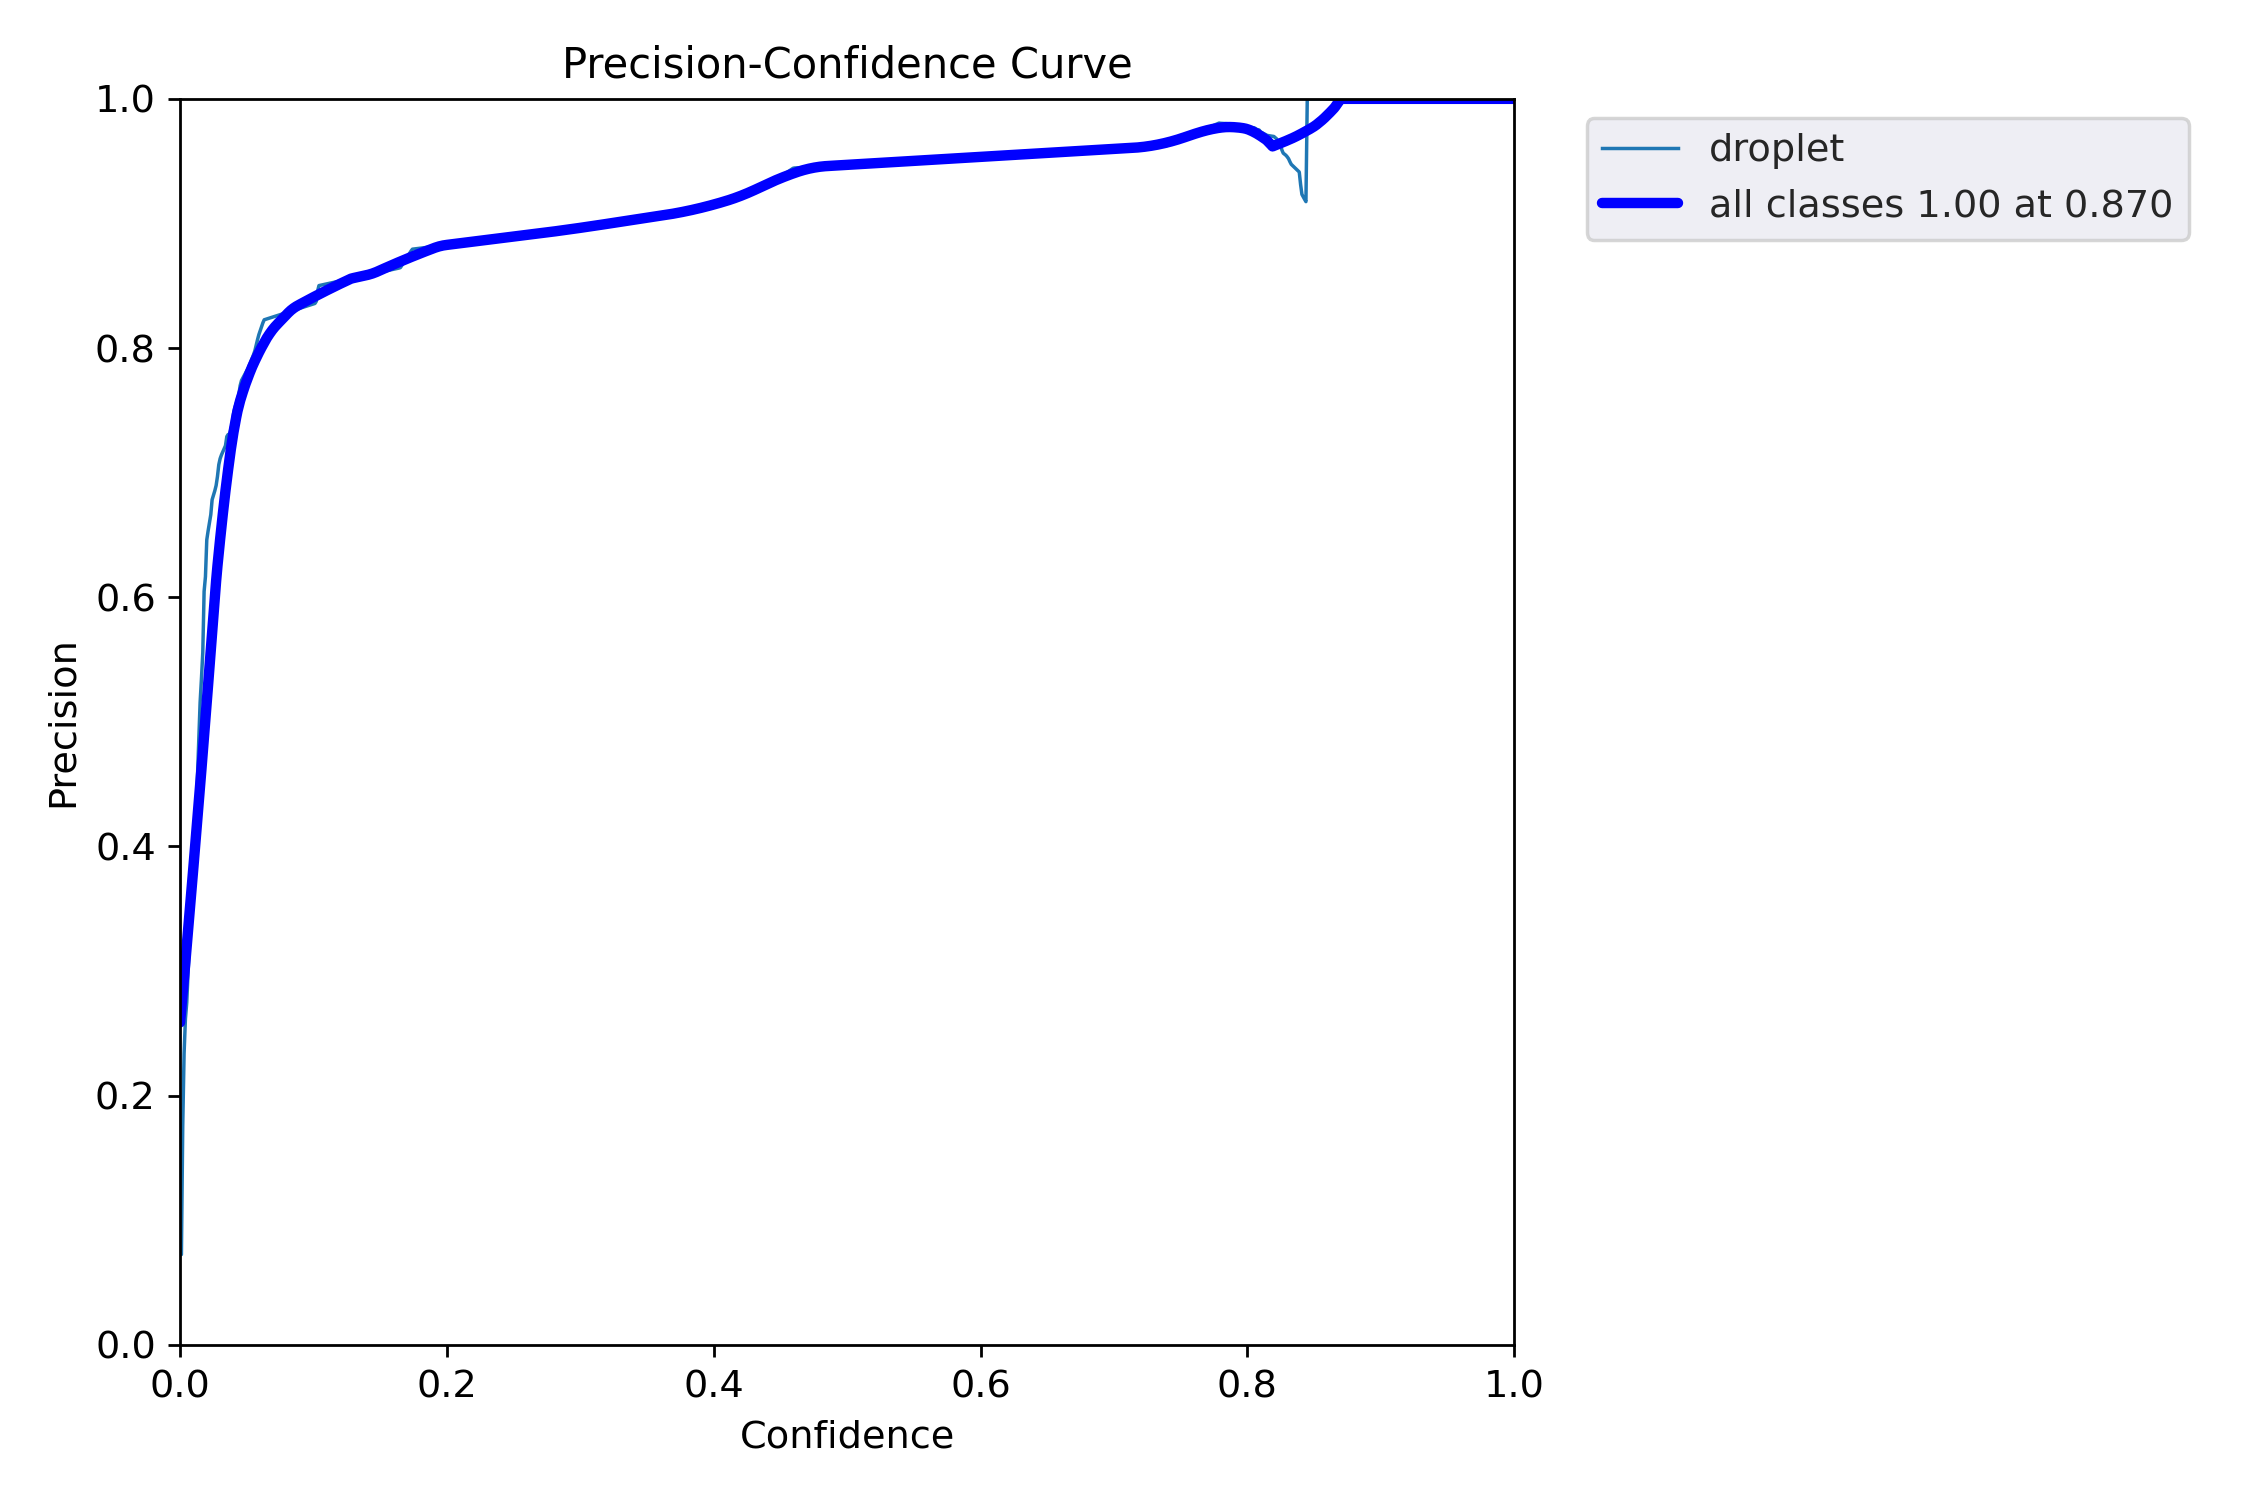 Precision-Confidence Curve
1.0
0.8
0.6
0.4
0.2
0.0
Precision
0.0 0.2 0.4 0.6 0.8 1.0
Confidence
droplet
all classes 1.00 at 0.870